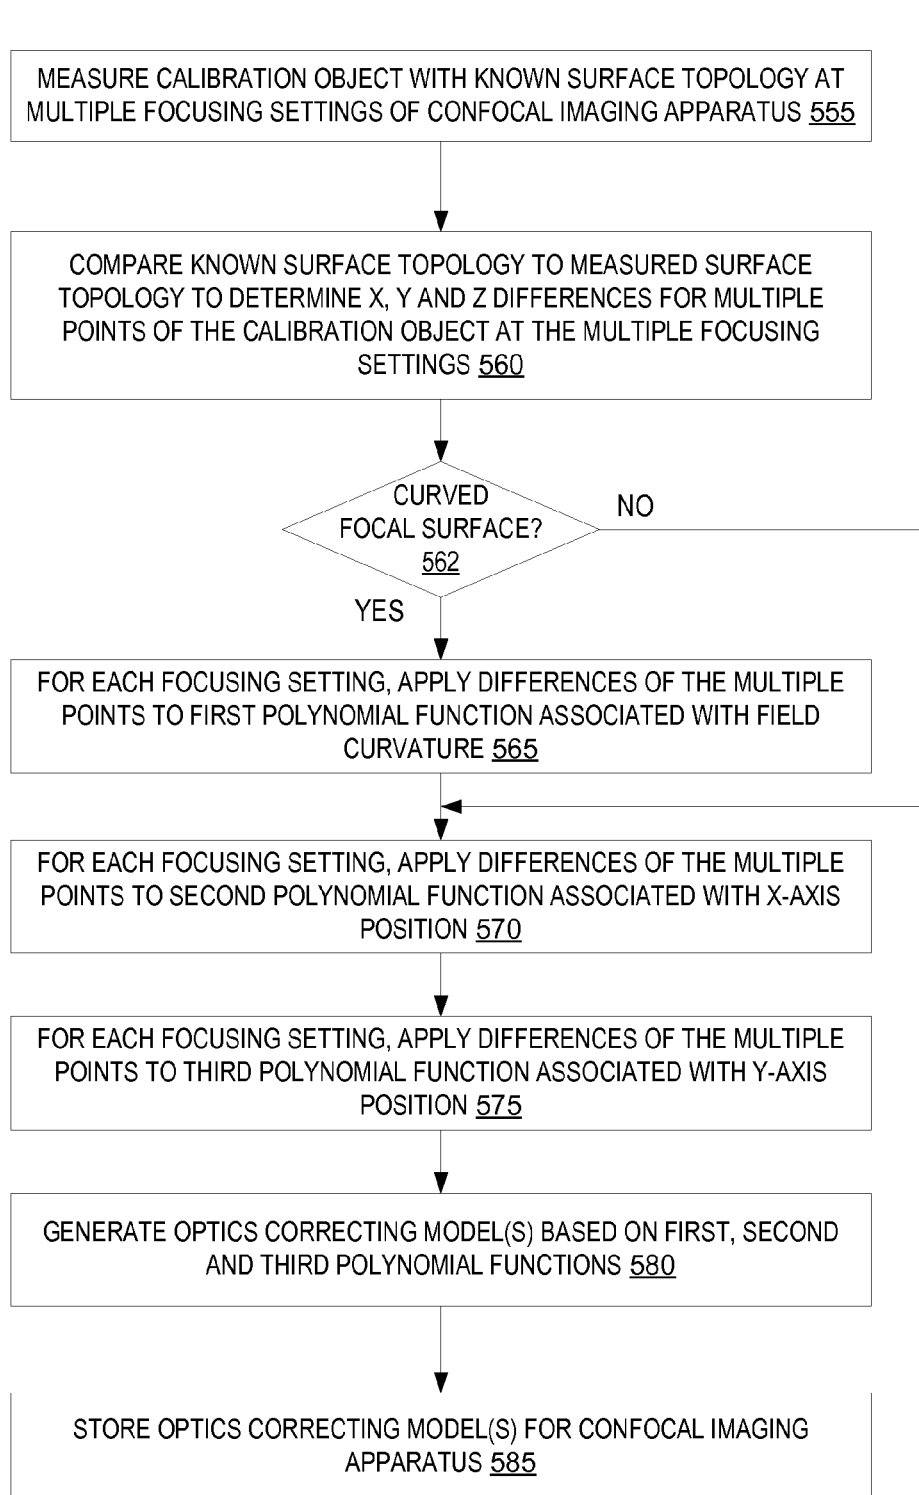 MEASURE CALIBRATION OBJECT WITH KNOWN SURFACE TOPOLOGY AT
MULTIPLE FOCUSING SETTINGS OF CONFOCAL IMAGING APPARATUS 555
COMPARE KNOWN SURFACE TOPOLOGY TO MEASURED SURFACE
TOPOLOGY TO DETERMINE X, Y AND Z DIFFERENCES FOR MULTIPLE
POINTS OF THE CALIBRATION OBJECT AT THE MULTIPLE FOCUSING
SETTINGS 560
CURVED
FOCAL SURFACE?
562
NO
YES
FOR EACH FOCUSING SETTING, APPLY DIFFERENCES OF THE MULTIPLE
POINTS TO FIRST POLYNOMIAL FUNCTION ASSOCIATED WITH FIELD
CURVATURE 565
FOR EACH FOCUSING SETTING, APPLY DIFFERENCES OF THE MULTIPLE
POINTS TO SECOND POLYNOMIAL FUNCTION ASSOCIATED WITH X-AXIS
POSITION 570
FOR EACH FOCUSING SETTING, APPLY DIFFERENCES OF THE MULTIPLE
POINTS TO THIRD POLYNOMIAL FUNCTION ASSOCIATED WITH Y-AXIS
POSITION 575
GENERATE OPTICS CORRECTING MODEL(S) BASED ON FIRST, SECOND
AND THIRD POLYNOMIAL FUNCTIONS 580
STORE OPTICS CORRECTING MODEL(S) FOR CONFOCAL IMAGING
APPARATUS 585